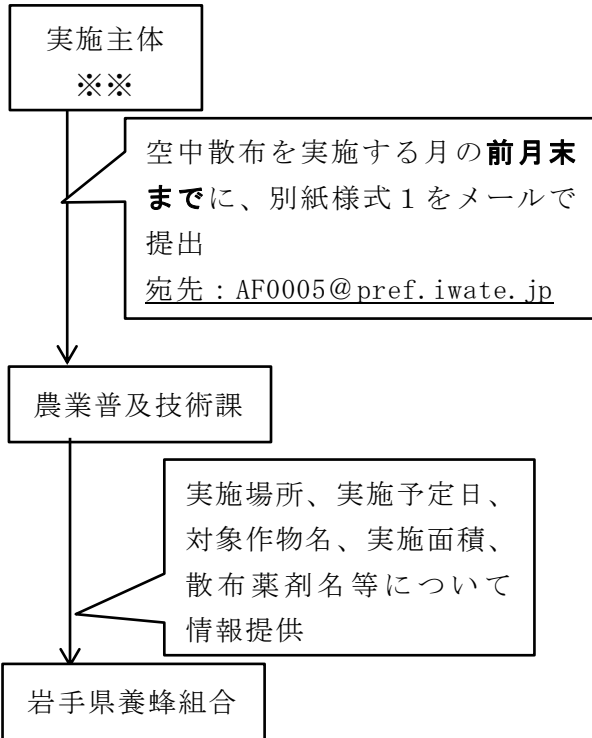 実施主体
※※
空中散布を実施する月の前月末
までに、別紙様式１をメールで
提出
宛先：AF0005@pref.iwate.jp
農業普及技術課
実施場所、実施予定日、
対象作物名、実施面積、
散布薬剤名等について
情報提供
岩手県養蜂組合